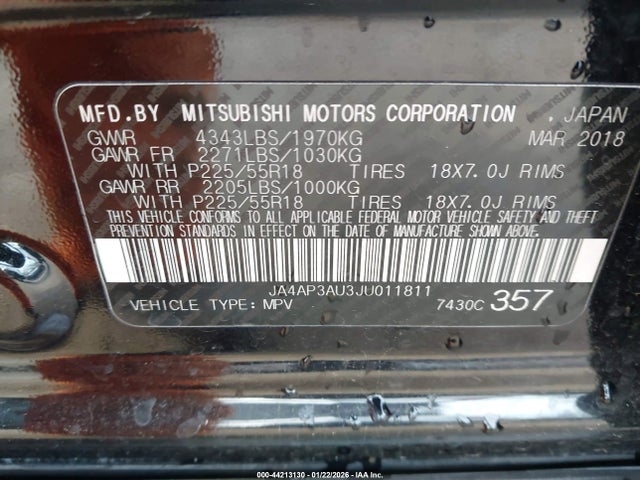 MFD.BY MITSUBISHI MOTORS CORPORATION . JAPAN
GVWR 4343LBS/1970KG MAR 2018
GAWR FR 2271LBS/1030KG
WITH P225/55R18 TIRES 18X7.0J RIMS
GAWR RR 2205LBS/1000KG
WITH P225/55R18 TIRES 18X7.0J RIMS
THIS VEHICLE CONFORMS TO ALL APPLICABLE FEDERAL MOTOR VEHICLE SAFETY AND THEFT
PREVENTION STANDARDS IN EFFECT ON THE DATE OF MANUFACTURE SHOWN ABOVE.
JA4AP3AU3JU011811
VEHICLE TYPE: MPV 7430C 357
000-44213130 - 01/22/2026 - IAA Inc.